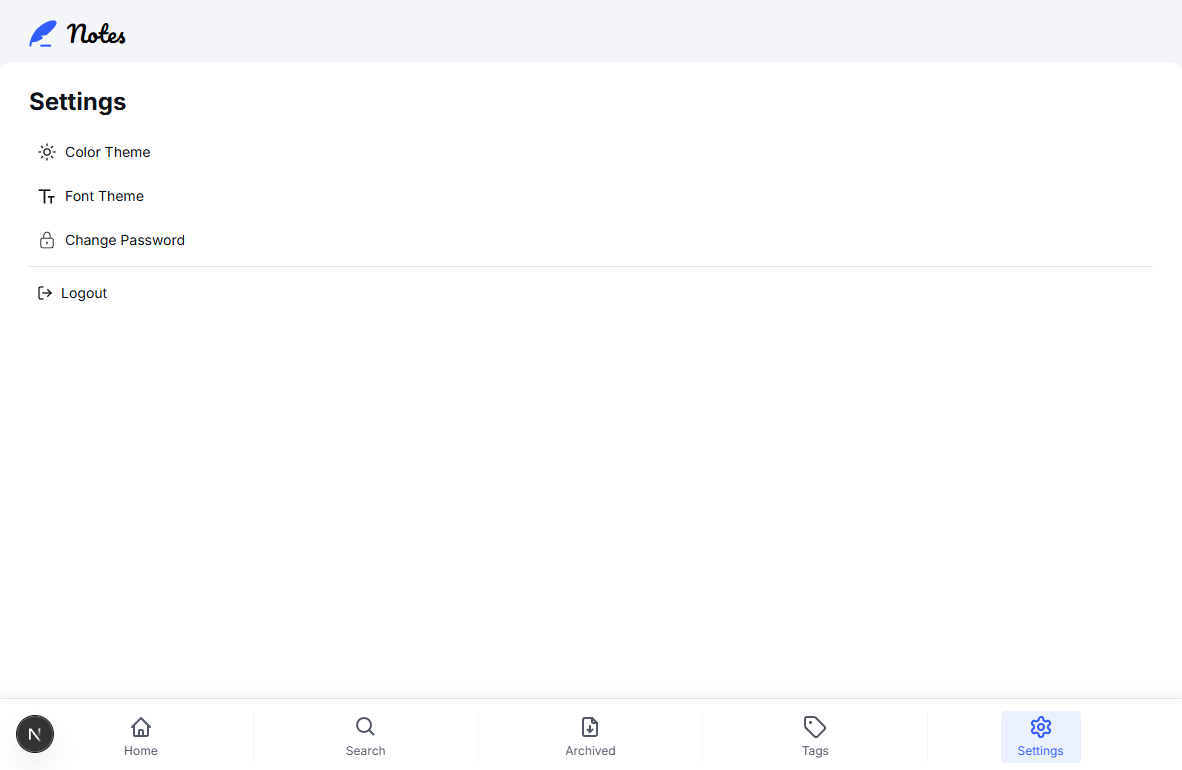 Notes
Settings
Color Theme
Font Theme
Change Password
Logout
N
Home
Search
Archived
Tags
Settings